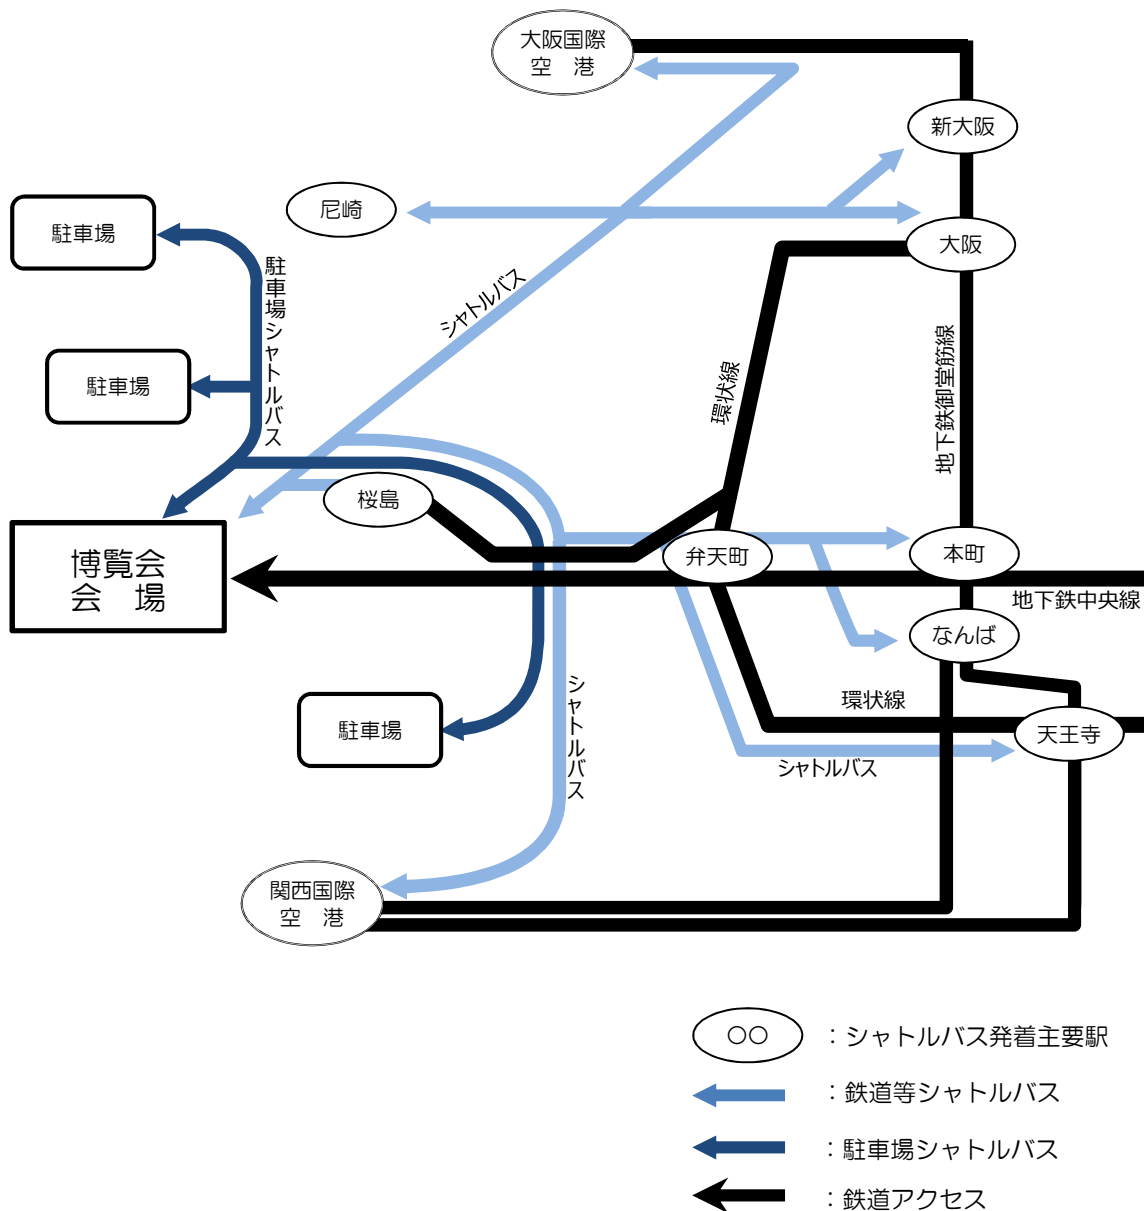 大阪国際
空　港
新大阪
尼崎
大阪
駐車場
駐車場シャトルバス
シャトルバス
駐車場
環状線
地下鉄御堂筋線
桜島
博覧会
会　場
弁天町
本町
地下鉄中央線
なんば
シャトルバス
環状線
駐車場
天王寺
シャトルバス
関西国際
空　港
○○
：シャトルバス発着主要駅
：鉄道等シャトルバス
：駐車場シャトルバス
：鉄道アクセス